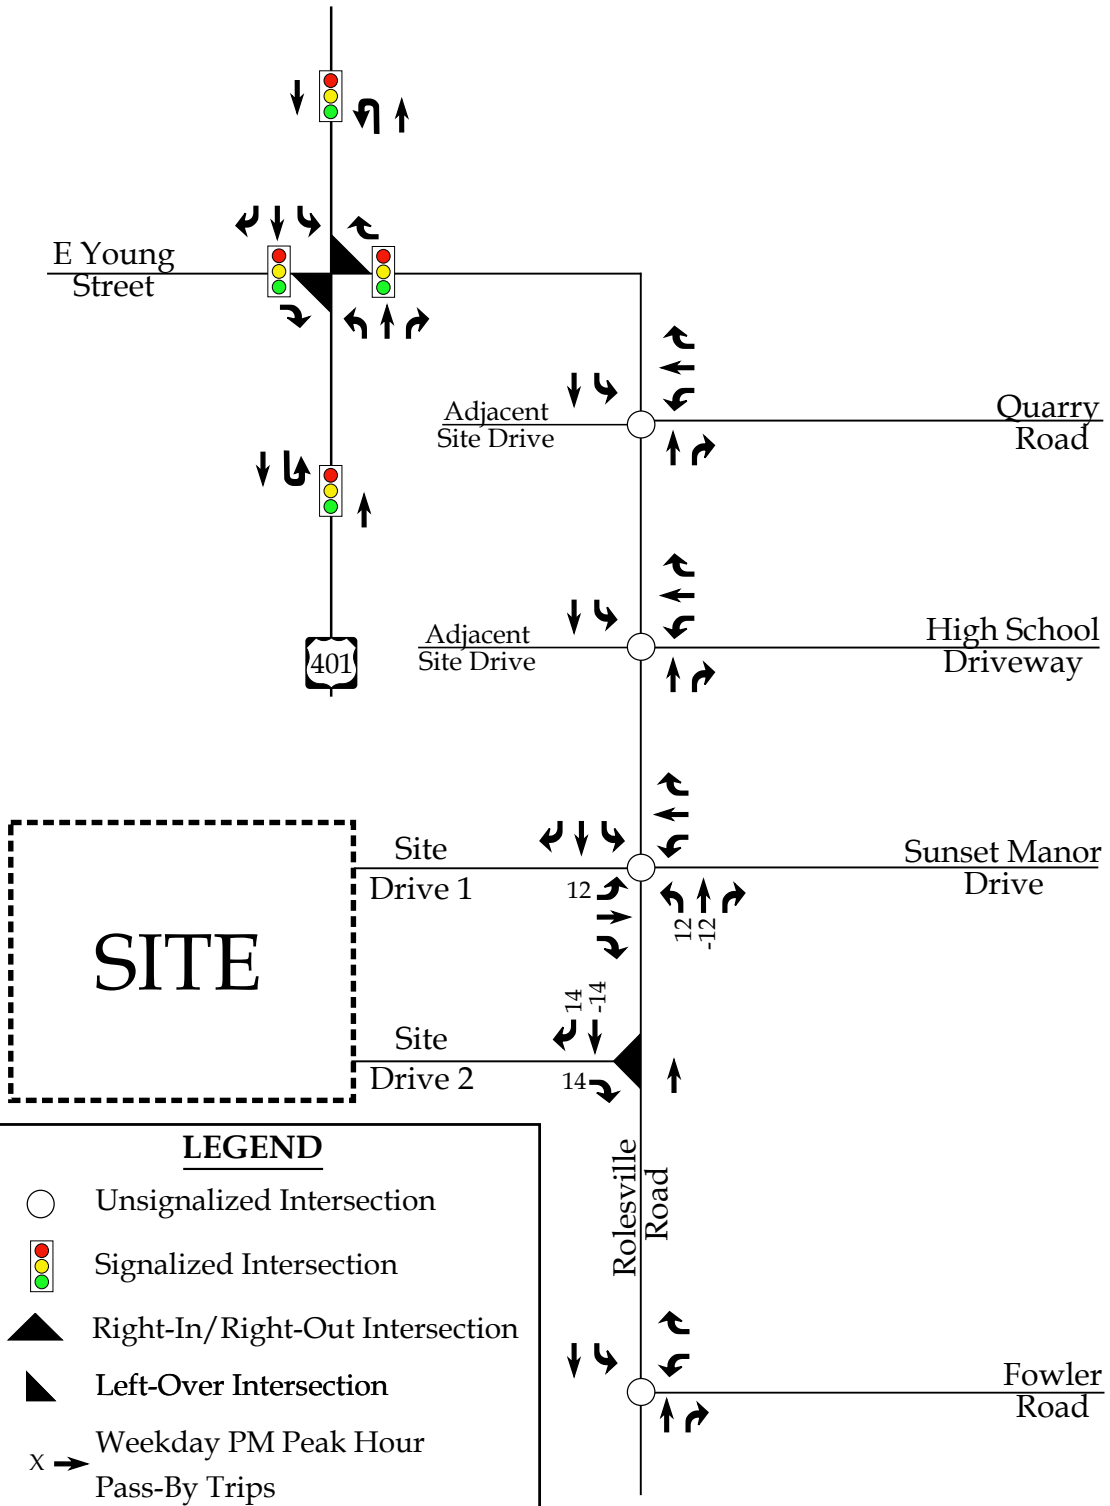 E Young
Street
Adjacent
Site Drive
Quarry
Road
Adjacent
Site Drive
High School
Driveway
401
Site
Drive 1
12
12
-12
Sunset Manor
Drive
SITE
14
-14
Site
Drive 2
14
Rolesville
Road
LEGEND
Unsignalized Intersection
Signalized Intersection
Right-In/Right-Out Intersection
Left-Over Intersection
X
Weekday PM Peak Hour
Pass-By Trips
Fowler
Road